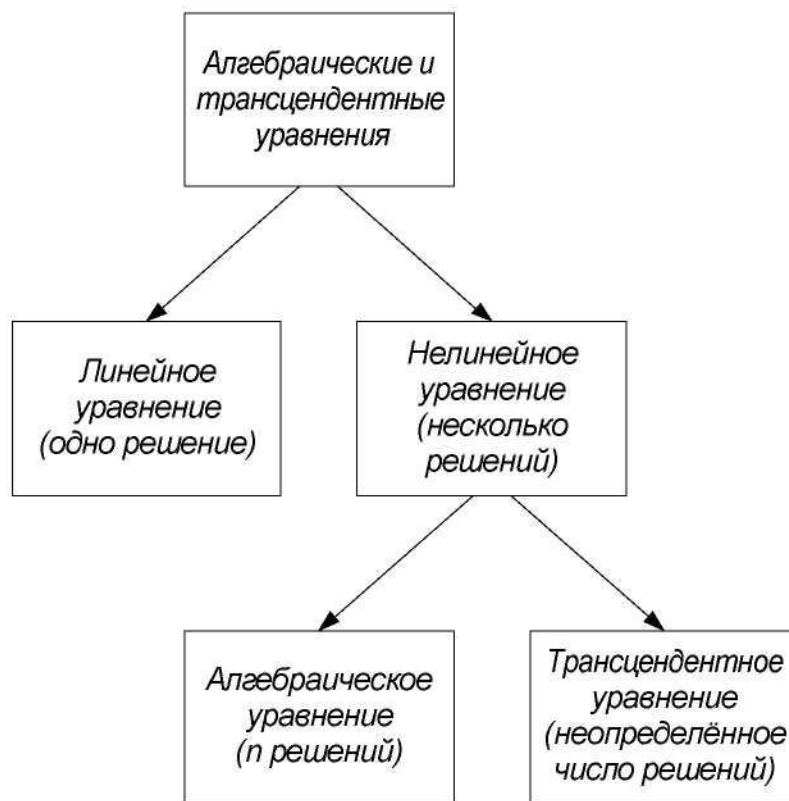 Алгебраические и
трансцендентные
уравнения
Линейное
уравнение
(одно решение)
Нелинейное
уравнение
(несколько
решений)
Алгебраическое
уравнение
(n решений)
Трансцендентное
уравнение
(неопределённое
число решений)